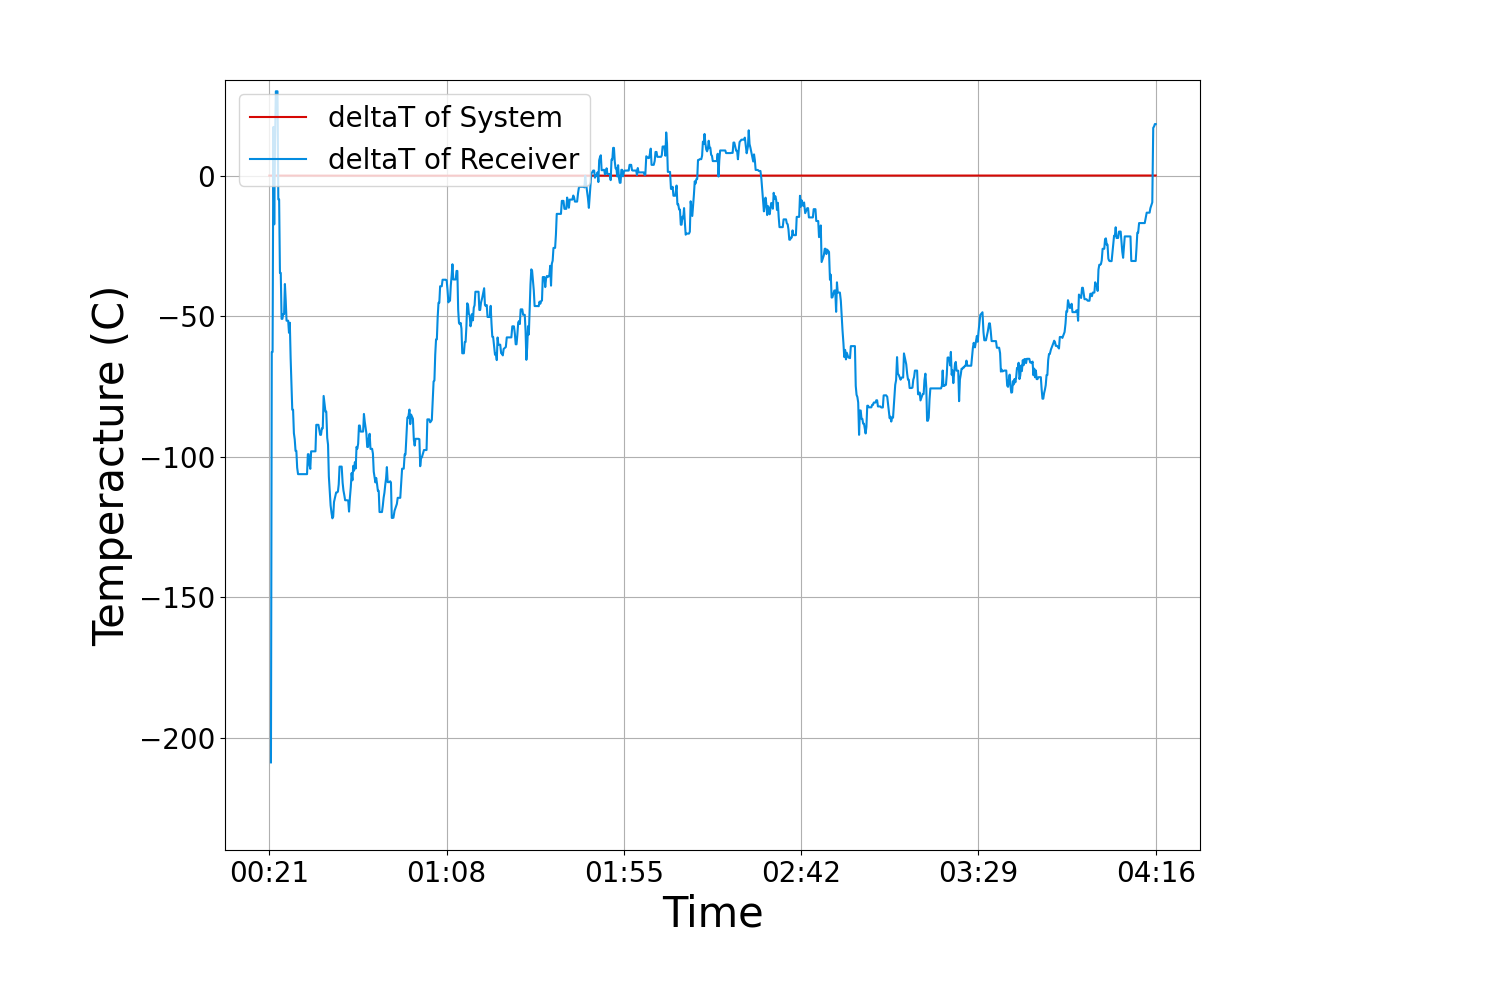 deltaT of System
deltaT of Receiver
0
−50
−100
−150
−200
Temperacture (C)
00:21 01:08 01:55 02:42 03:29 04:16
Time